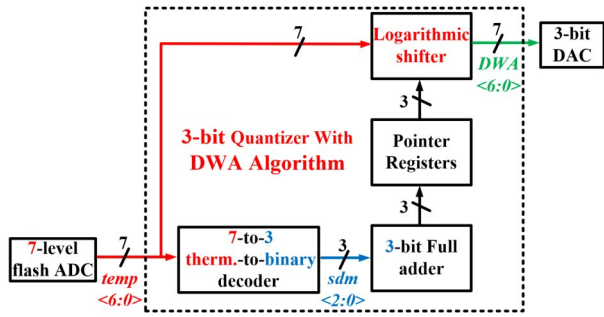 7
7
Logarithmic
shifter
7
DWA
<6:0>
3-bit
DAC
3
3-bit Quantizer With
DWA Algorithm
Pointer
Registers
3
7-level
flash ADC
7
temp
<6:0>
7-to-3
therm.-to-binary
decoder
3
sdm
<2:0>
3-bit Full
adder